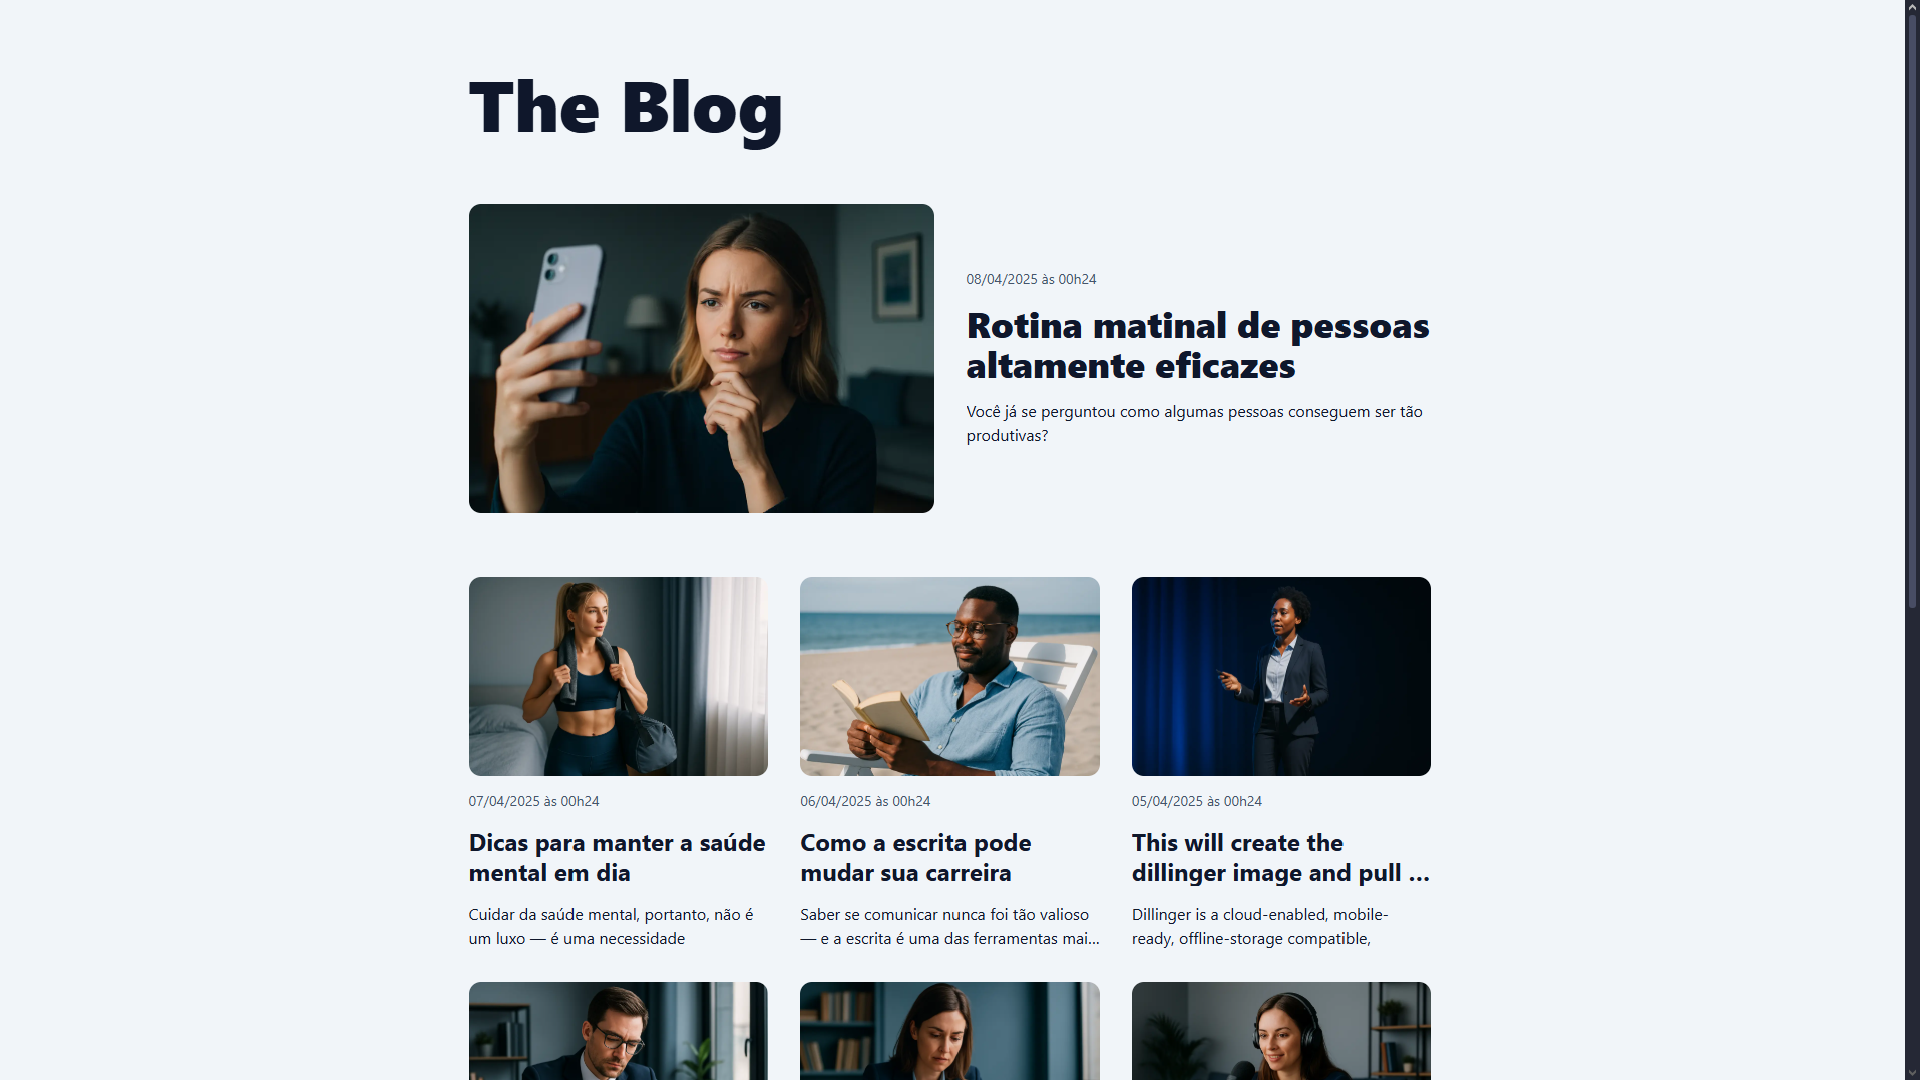 The Blog
08/04/2025 às 00h24
Rotina matinal de pessoas
altamente eficazes
Você já se perguntou como algumas pessoas conseguem ser tão
produtivas?
07/04/2025 às 00h24
Dicas para manter a saúde
mental em dia
Cuidar da saúde mental, portanto, não é
um luxo — é uma necessidade
06/04/2025 às 00h24
Como a escrita pode
mudar sua carreira
Saber se comunicar nunca foi tão valioso
— e a escrita é uma das ferramentas mai...
05/04/2025 às 00h24
This will create the
dillinger image and pull ...
Dillinger is a cloud-enabled, mobile-
ready, offline-storage compatible,